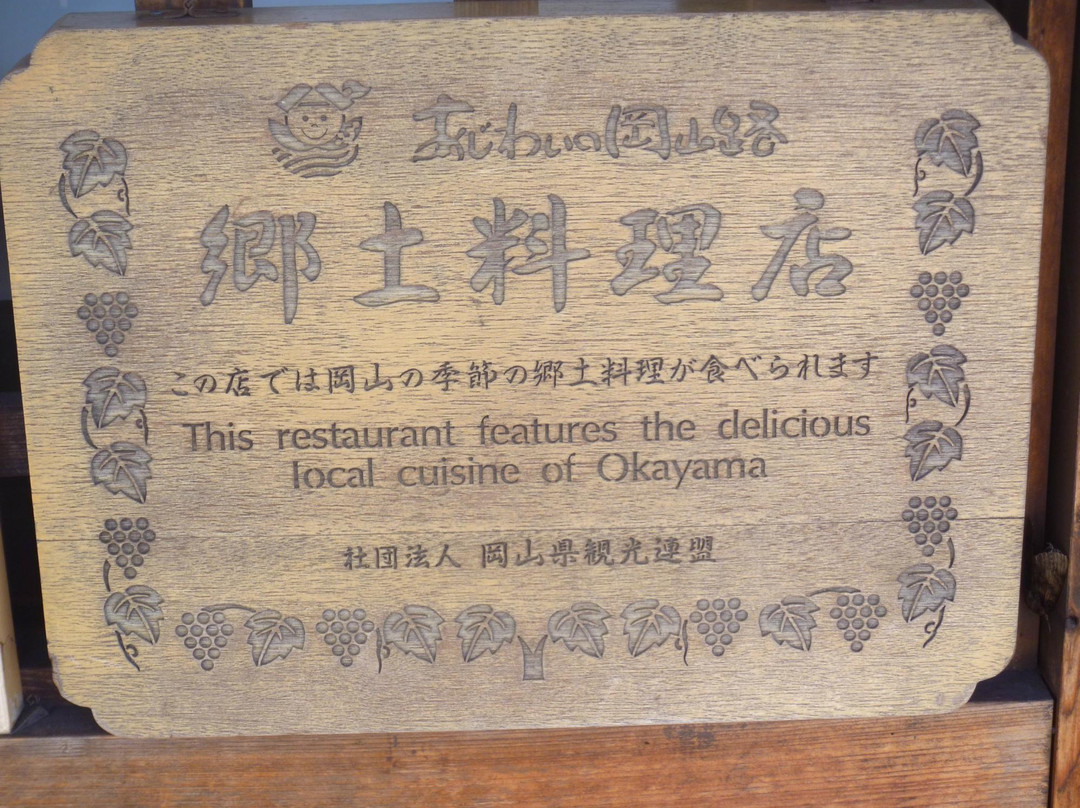 あじわいの岡山路
郷土料理店
この店では岡山の季節の郷土料理が食べられます
This restaurant features the delicious
local cuisine of Okayama
社団法人 岡山県観光連盟